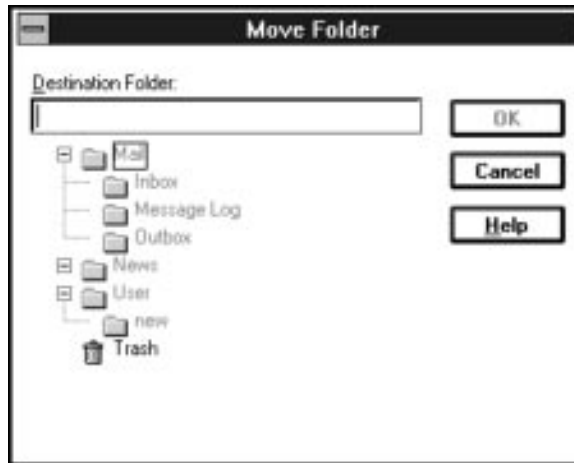 Move Folder
Destination Folder:
OK
Mail
Cancel
Inbox
Message Log
Help
Outbox
News
User
new
Trash